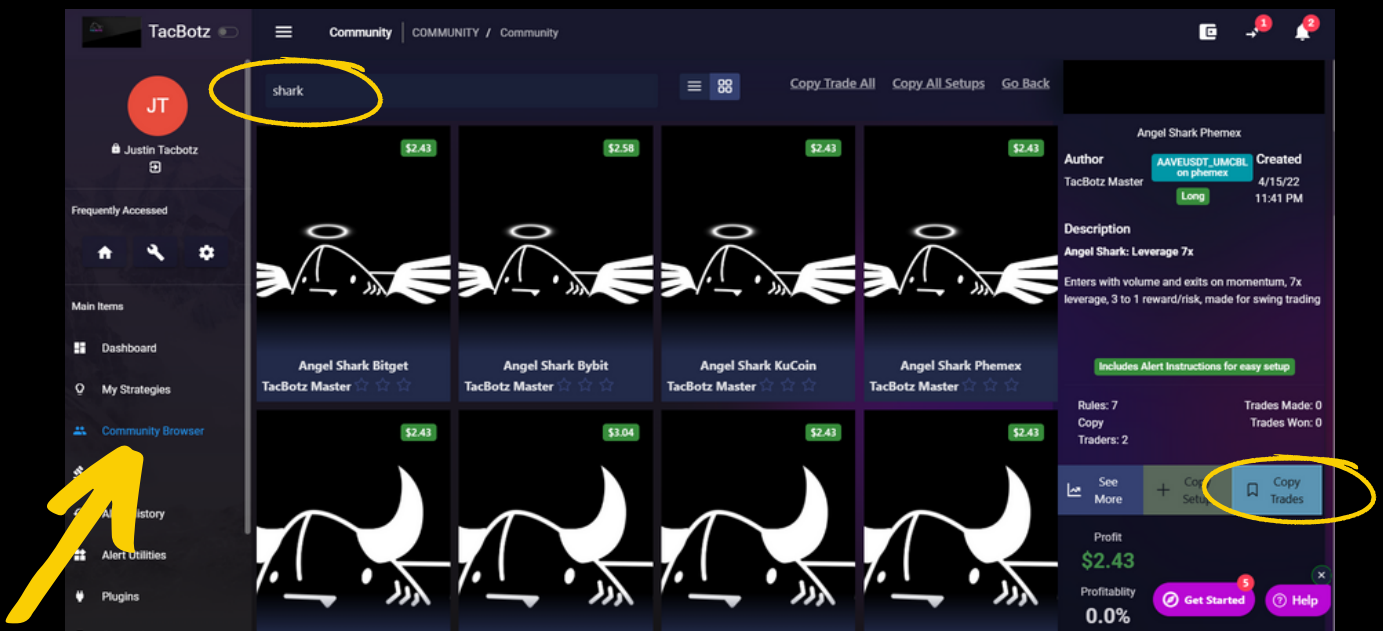 TacBotz
Community
COMMUNITY / Community
1
2
shark
Copy Trade All
Copy All Setups
Go Back
JT
Justin Tacbotz
Frequently Accessed
Main Items
Dashboard
My Strategies
Community Browser
Alert Utilities
Plugins
$2.43
$2.58
$2.43
$2.43
Angel Shark Bitget
TacBotz Master
Angel Shark Bybit
TacBotz Master
Angel Shark KuCoin
TacBotz Master
Angel Shark Phemex
TacBotz Master
$2.43
$3.04
$2.43
$2.43
Angel Shark Phemex
Author
TacBotz Master
AAVEUSDT_UMCBL
on phemex
Long
Created
4/15/22
11:41 PM
Description
Angel Shark: Leverage 7x
Enters with volume and exits on momentum, 7x
leverage, 3 to 1 reward/risk, made for swing trading
Includes Alert Instructions for easy setup
Rules: 7
Copy
Traders: 2
Trades Made: 0
Trades Won: 0
See
More
Copy
Setup
Copy
Trades
Profit
$2.43
Profitablity
0.0%
Get Started
5
Help